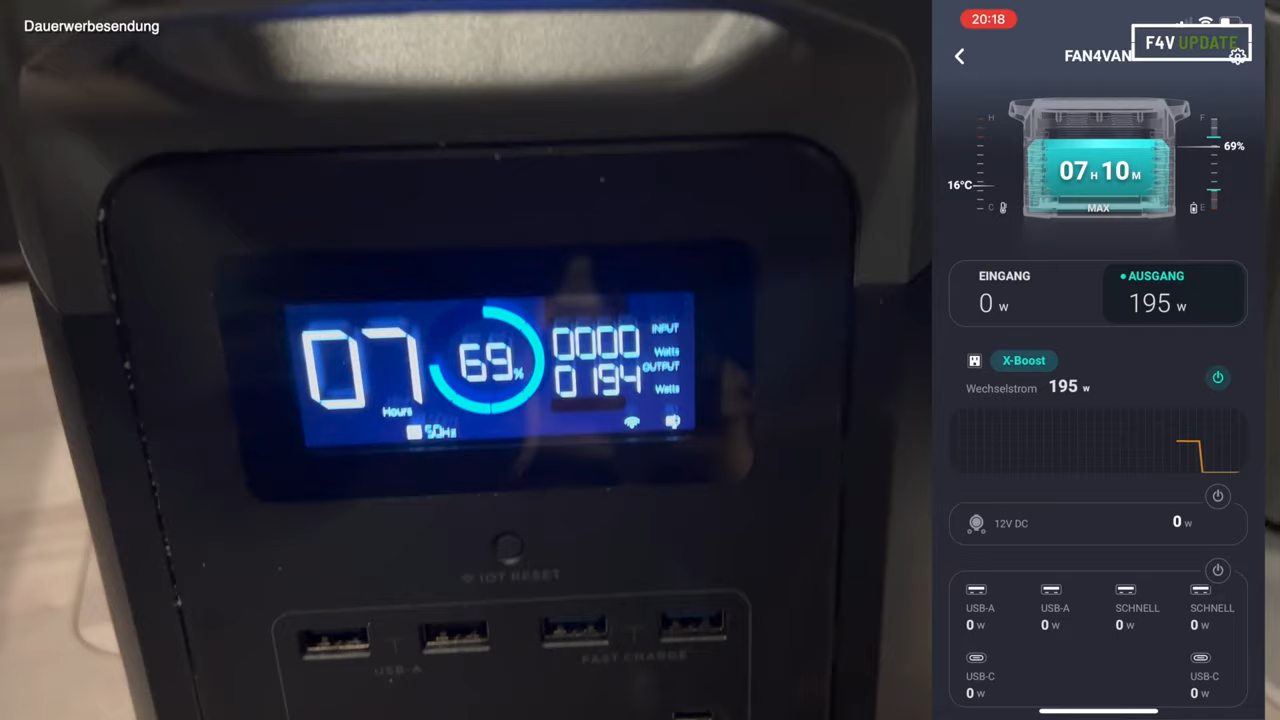 Dauerwerbesendung
07
Hours
50Hz
69%
0000
INPUT
Watts
0194
OUTPUT
Watts
IOT RESET
USB-A
FAST CHARGE
20:18
F4V UPDATE
FAN4VAN
H
F
07 H 10 M
69%
16°C
C
MAX
E
EINGANG
0 W
AUSGANG
195 W
X-Boost
Wechselstrom 195 W
12V DC
0 W
USB-A
0 W
USB-A
0 W
SCHNELL
0 W
SCHNELL
0 W
USB-C
0 W
USB-C
0 W